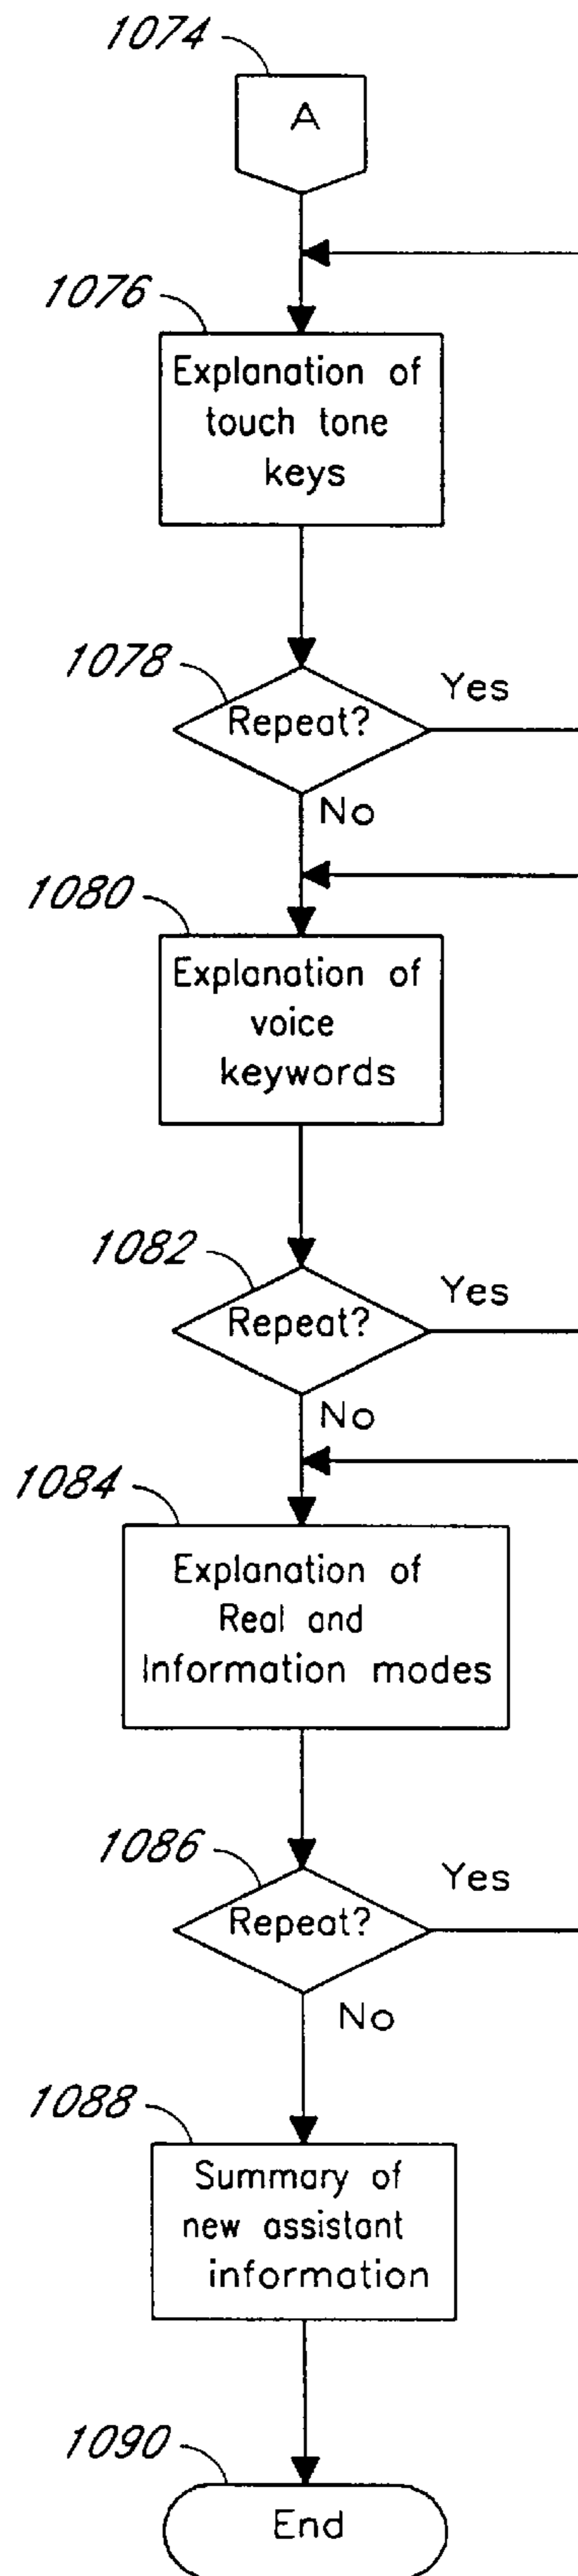 1074
A
1076
Explanation of
touch tone
keys
1078
Repeat?
Yes
No
1080
Explanation of
voice
keywords
1082
Repeat?
Yes
No
1084
Explanation of
Real and
Information modes
1086
Repeat?
Yes
No
1088
Summary of
new assistant
information
1090
End